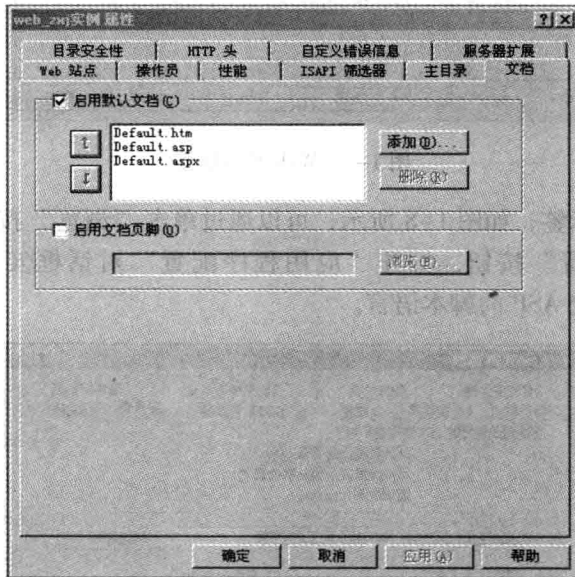 web_zwj实例 属性
目录安全性 HTTP 头 自定义错误信息 服务器扩展
Web 站点 操作员 性能 ISAPI 筛选器 主目录 文档
启用默认文档(C)
Default.htm
Default.asp
Default.aspx
添加(D)...
删除(R)
启用文档页脚(O)
浏览(B)...
确定 取消 应用(A) 帮助